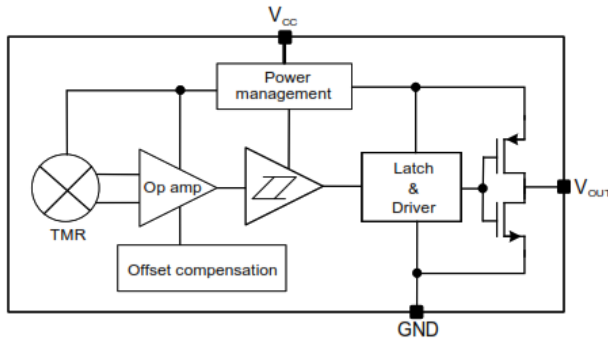 VCC
Power
management
Op amp
TMR
Offset compensation
Latch
&
Driver
VOUT
GND